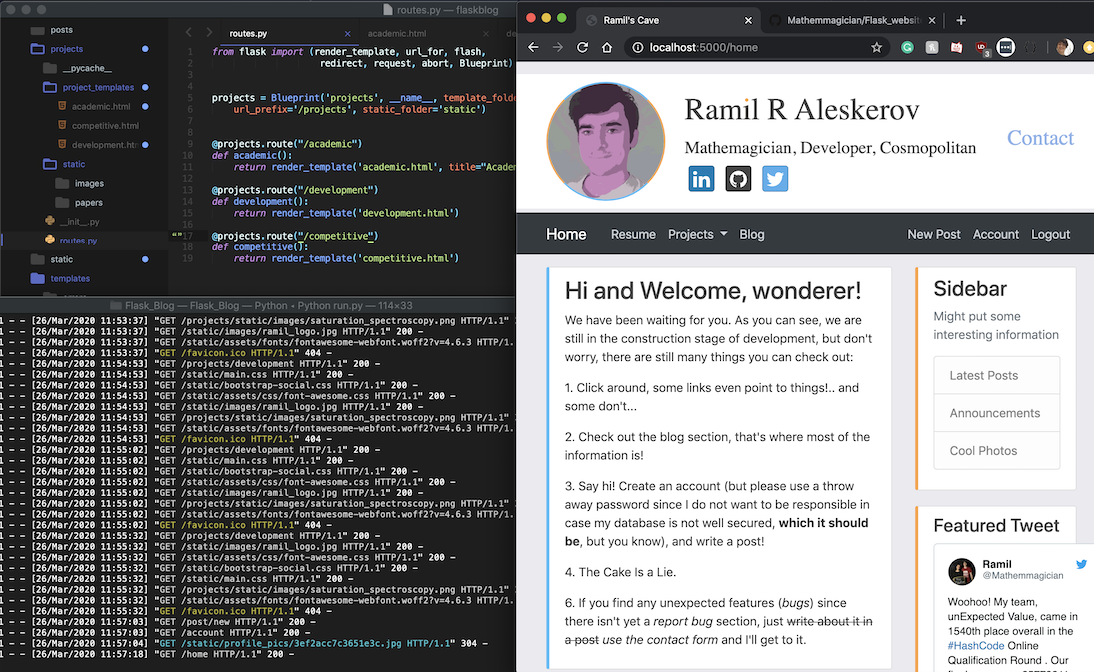 routes.py — flaskblog
posts
projects
__pycache__
project_templates
academic.html
competitive.html
development.ht
static
images
papers
__init__.py
routes.py
static
templates
routes.py
academic.html
1 from flask import (render_template, url_for, flash,
2 redirect, request, abort, Blueprint)
3
4
5 projects = Blueprint('projects', __name__, template_folde
6 url_prefix='/projects', static_folder='static')
7
8
9 @projects.route("/academic")
10 def academic():
11 return render_template('academic.html', title="Academ
12
13 @projects.route("/development")
14 def development():
15 return render_template('development.html')
16
17 @projects.route("/competitive")
18 def competitive():
19 return render_template('competitive.html')
Flask_Blog — Flask_Blog — Python • Python run.py — 114×33
1 - - [26/Mar/2020 11:53:37] "GET /projects/static/images/saturation_spectroscopy.png HTTP/1.1"
1 - - [26/Mar/2020 11:53:37] "GET /static/images/ramil_logo.jpg HTTP/1.1" 200 -
1 - - [26/Mar/2020 11:53:37] "GET /static/assets/fonts/fontawesome-webfont.woff2?v=4.6.3 HTTP/1.
1 - - [26/Mar/2020 11:53:37] "GET /favicon.ico HTTP/1.1" 404 -
1 - - [26/Mar/2020 11:54:53] "GET /projects/development HTTP/1.1" 200 -
1 - - [26/Mar/2020 11:54:53] "GET /static/main.css HTTP/1.1" 200 -
1 - - [26/Mar/2020 11:54:53] "GET /static/bootstrap-social.css HTTP/1.1" 200 -
1 - - [26/Mar/2020 11:54:53] "GET /static/assets/css/font-awesome.css HTTP/1.1" 200 -
1 - - [26/Mar/2020 11:54:53] "GET /static/images/ramil_logo.jpg HTTP/1.1" 200 -
1 - - [26/Mar/2020 11:54:53] "GET /projects/static/images/saturation_spectroscopy.png HTTP/1.1"
1 - - [26/Mar/2020 11:54:53] "GET /static/assets/fonts/fontawesome-webfont.woff2?v=4.6.3 HTTP/1.
1 - - [26/Mar/2020 11:54:53] "GET /favicon.ico HTTP/1.1" 404 -
1 - - [26/Mar/2020 11:55:02] "GET /projects/development HTTP/1.1" 200 -
1 - - [26/Mar/2020 11:55:02] "GET /static/main.css HTTP/1.1" 200 -
1 - - [26/Mar/2020 11:55:02] "GET /static/bootstrap-social.css HTTP/1.1" 200 -
1 - - [26/Mar/2020 11:55:02] "GET /static/assets/css/font-awesome.css HTTP/1.1" 200 -
1 - - [26/Mar/2020 11:55:02] "GET /static/images/ramil_logo.jpg HTTP/1.1" 200 -
1 - - [26/Mar/2020 11:55:02] "GET /projects/static/images/saturation_spectroscopy.png HTTP/1.1"
1 - - [26/Mar/2020 11:55:02] "GET /static/assets/fonts/fontawesome-webfont.woff2?v=4.6.3 HTTP/1.
1 - - [26/Mar/2020 11:55:02] "GET /favicon.ico HTTP/1.1" 404 -
1 - - [26/Mar/2020 11:55:32] "GET /projects/development HTTP/1.1" 200 -
1 - - [26/Mar/2020 11:55:32] "GET /static/images/ramil_logo.jpg HTTP/1.1" 200 -
1 - - [26/Mar/2020 11:55:32] "GET /static/assets/css/font-awesome.css HTTP/1.1" 200 -
1 - - [26/Mar/2020 11:55:32] "GET /static/bootstrap-social.css HTTP/1.1" 200 -
1 - - [26/Mar/2020 11:55:32] "GET /static/main.css HTTP/1.1" 200 -
1 - - [26/Mar/2020 11:55:32] "GET /projects/static/images/saturation_spectroscopy.png HTTP/1.1"
1 - - [26/Mar/2020 11:55:32] "GET /static/assets/fonts/fontawesome-webfont.woff2?v=4.6.3 HTTP/1.
1 - - [26/Mar/2020 11:55:32] "GET /favicon.ico HTTP/1.1" 404 -
1 - - [26/Mar/2020 11:57:03] "GET /post/new HTTP/1.1" 200 -
1 - - [26/Mar/2020 11:57:04] "GET /account HTTP/1.1" 200 -
1 - - [26/Mar/2020 11:57:04] "GET /static/profile_pics/3ef2acc7c3651e3c.jpg HTTP/1.1" 304 -
1 - - [26/Mar/2020 11:57:18] "GET /home HTTP/1.1" 200 -
Ramil's Cave
Mathemmagician/Flask_websit
localhost:5000/home
3
Ramil R Aleskerov
Mathemagician, Developer, Cosmopolitan
Contact
in
Home Resume Projects Blog New Post Account Logout
Hi and Welcome, wonderer!
We have been waiting for you. As you can see, we are
still in the construction stage of development, but don't
worry, there are still many things you can check out:
1. Click around, some links even point to things!.. and
some don't...
2. Check out the blog section, that's where most of the
information is!
3. Say hi! Create an account (but please use a throw
away password since I do not want to be responsible in
case my database is not well secured, which it should
be, but you know), and write a post!
4. The Cake Is a Lie.
6. If you find any unexpected features (bugs) since
there isn't yet a report bug section, just write about it in
a post use the contact form and I'll get to it.
Sidebar
Might put some
interesting information
Latest Posts
Announcements
Cool Photos
Featured Tweet
Ramil
@Mathemmagician
Woohoo! My team,
unExpected Value, came in
1540th place overall in the
#HashCode Online
Qualification Round. Our